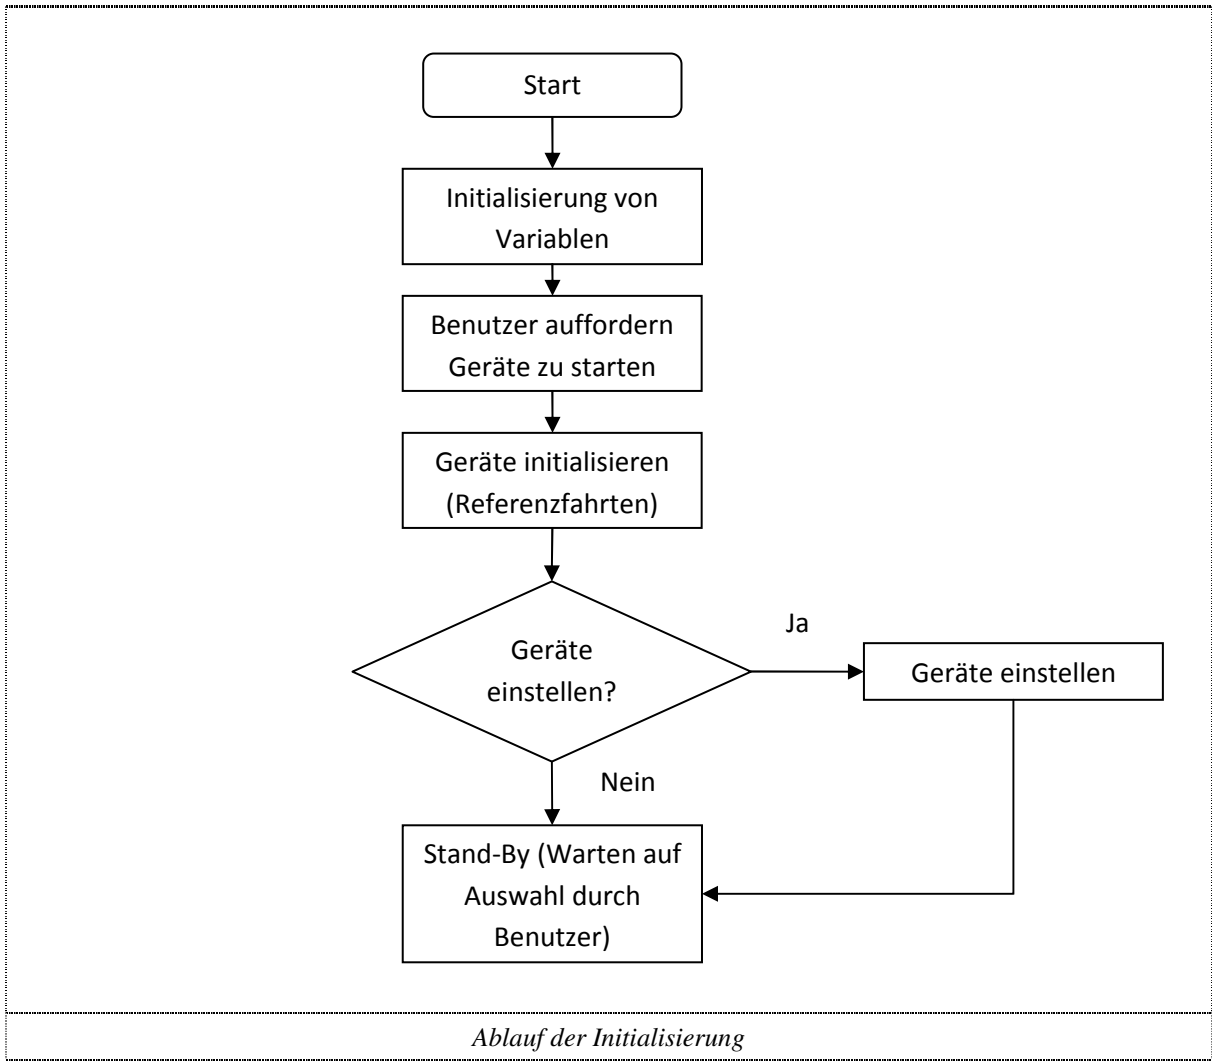 Start
Initialisierung von
Variablen
Benutzer auffordern
Geräte zu starten
Geräte initialisieren
(Referenzfahrten)
Geräte
einstellen?
Ja
Geräte einstellen
Nein
Stand-By (Warten auf
Auswahl durch
Benutzer)
Ablauf der Initialisierung